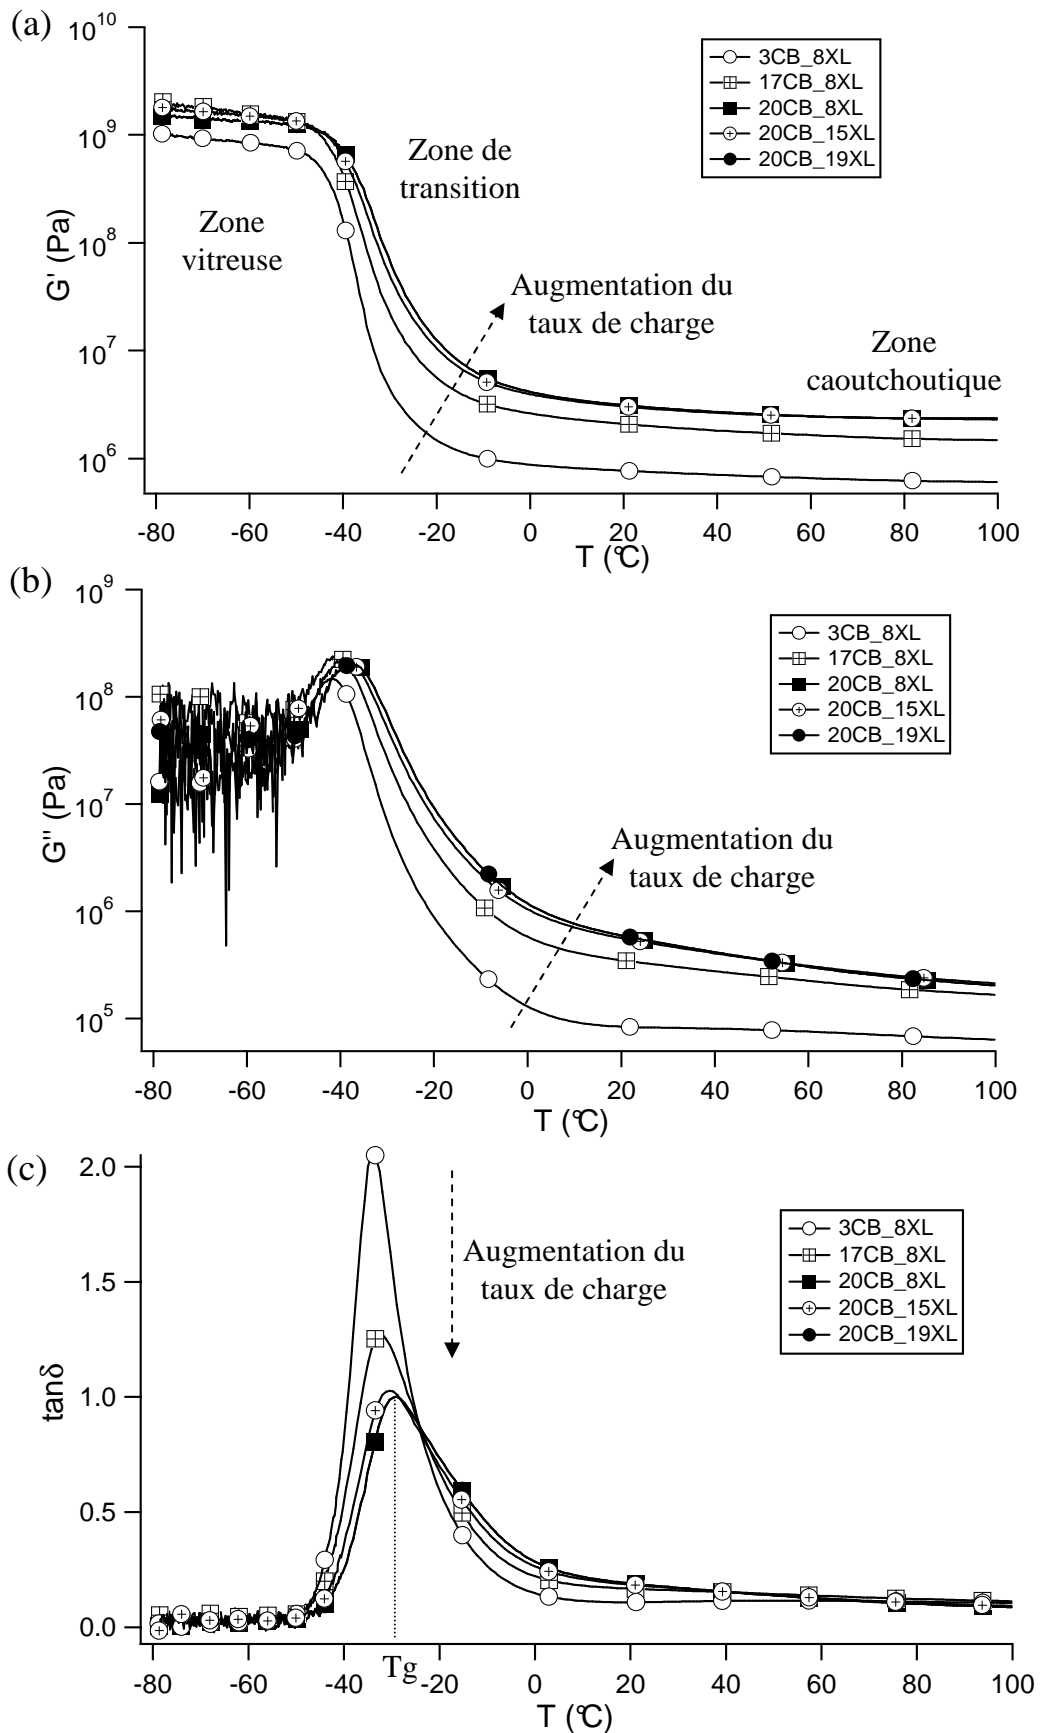 (a)
10^10
10^9
10^8
10^7
10^6
G' (Pa)
3CB_8XL
17CB_8XL
20CB_8XL
20CB_15XL
20CB_19XL
Zone de
transition
Zone
vitreuse
Augmentation du
taux de charge
Zone
caoutchoutique
-80 -60 -40 -20 0 20 40 60 80 100
T (°C)
(b)
10^9
10^8
10^7
10^6
10^5
G'' (Pa)
3CB_8XL
17CB_8XL
20CB_8XL
20CB_15XL
20CB_19XL
Augmentation du
taux de charge
-80 -60 -40 -20 0 20 40 60 80 100
T (°C)
(c)
2.0
1.5
1.0
0.5
0.0
tanδ
3CB_8XL
17CB_8XL
20CB_8XL
20CB_15XL
20CB_19XL
Augmentation du
taux de charge
Tg
-80 -60 -40 -20 0 20 40 60 80 100
T (°C)